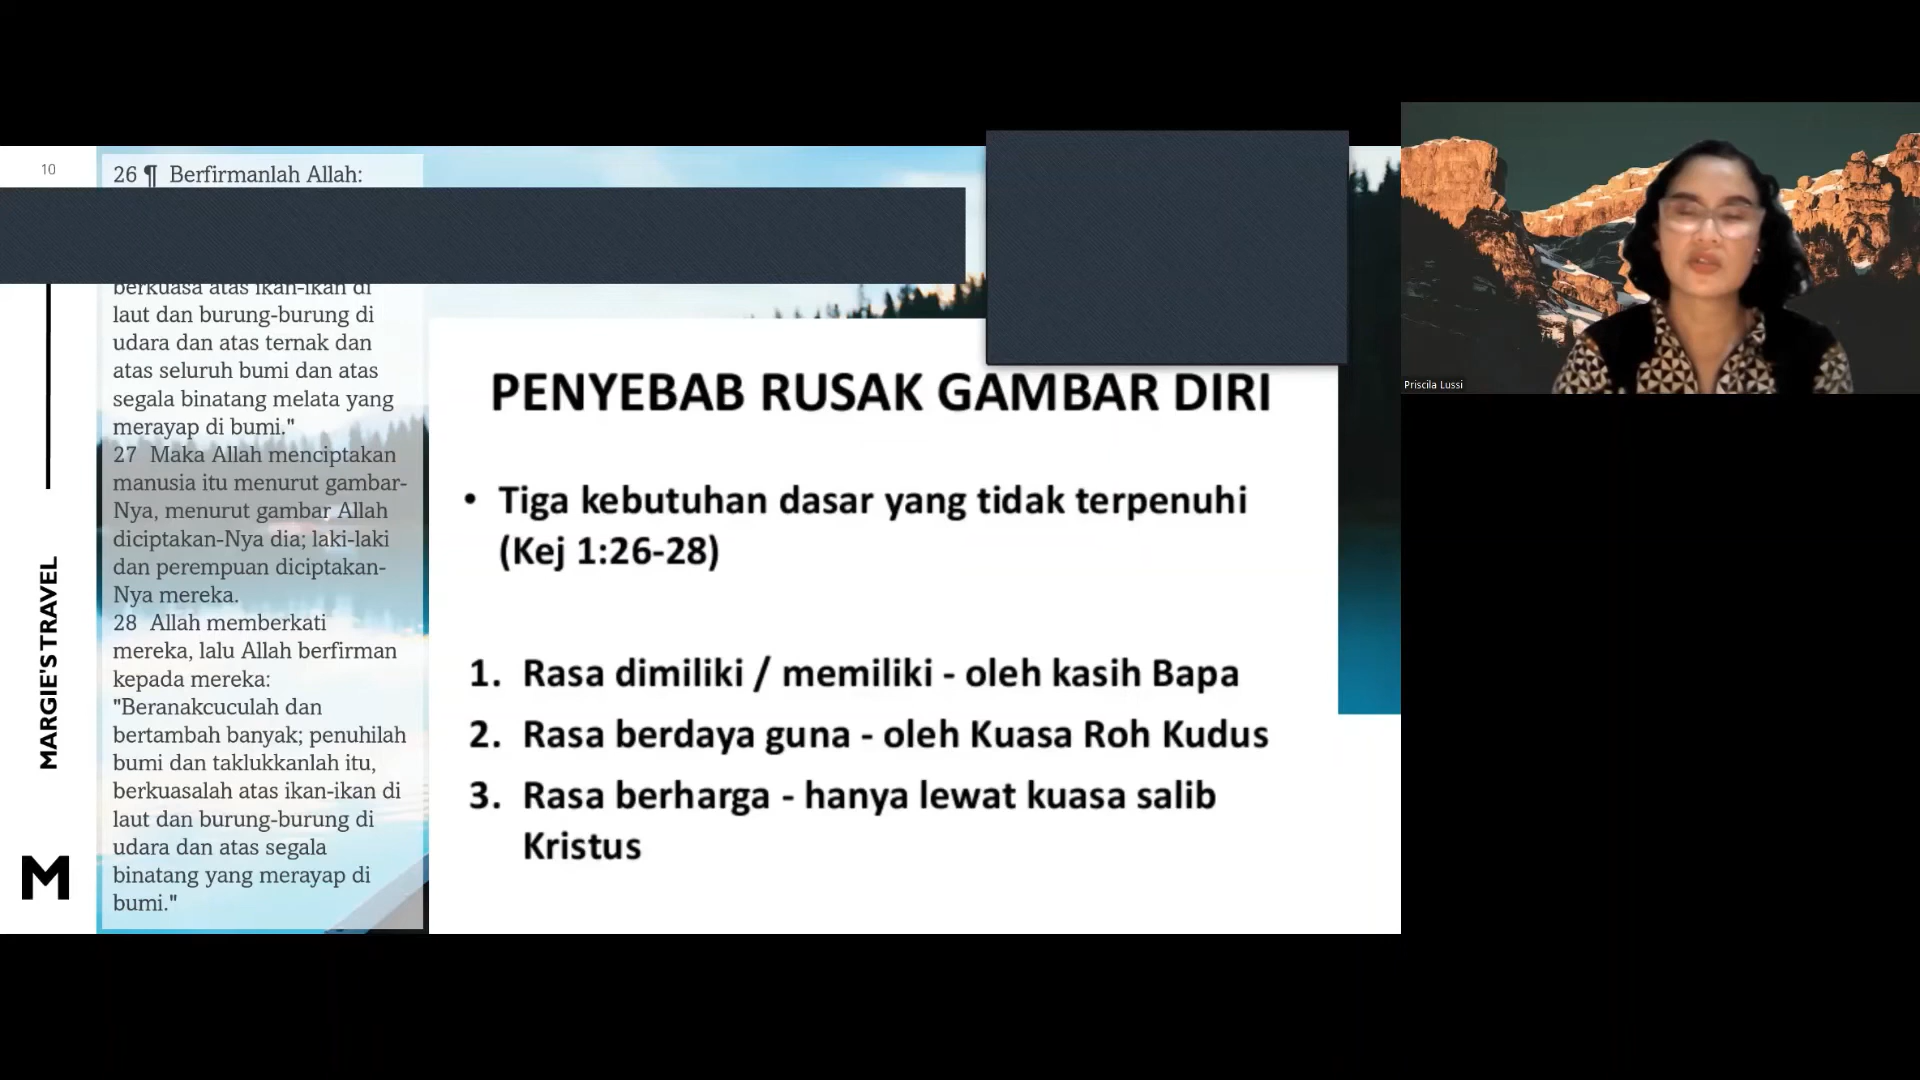 10
26 ¶ Berfirmanlah Allah:
berkuasa atas ikan-ikan di
laut dan burung-burung di
udara dan atas ternak dan
atas seluruh bumi dan atas
segala binatang melata yang
merayap di bumi."
27 Maka Allah menciptakan
manusia itu menurut gambar-
Nya, menurut gambar Allah
diciptakan-Nya dia; laki-laki
dan perempuan diciptakan-
Nya mereka.
28 Allah memberkati
mereka, lalu Allah berfirman
kepada mereka:
"Beranakcuculah dan
bertambah banyak; penuhilah
bumi dan taklukkanlah itu,
berkuasalah atas ikan-ikan di
laut dan burung-burung di
udara dan atas segala
binatang yang merayap di
bumi."
MARGIE'S TRAVEL
M
PENYEBAB RUSAK GAMBAR DIRI
• Tiga kebutuhan dasar yang tidak terpenuhi
(Kej 1:26-28)
1. Rasa dimiliki / memiliki - oleh kasih Bapa
2. Rasa berdaya guna - oleh Kuasa Roh Kudus
3. Rasa berharga - hanya lewat kuasa salib
Kristus
Priscila Lussi